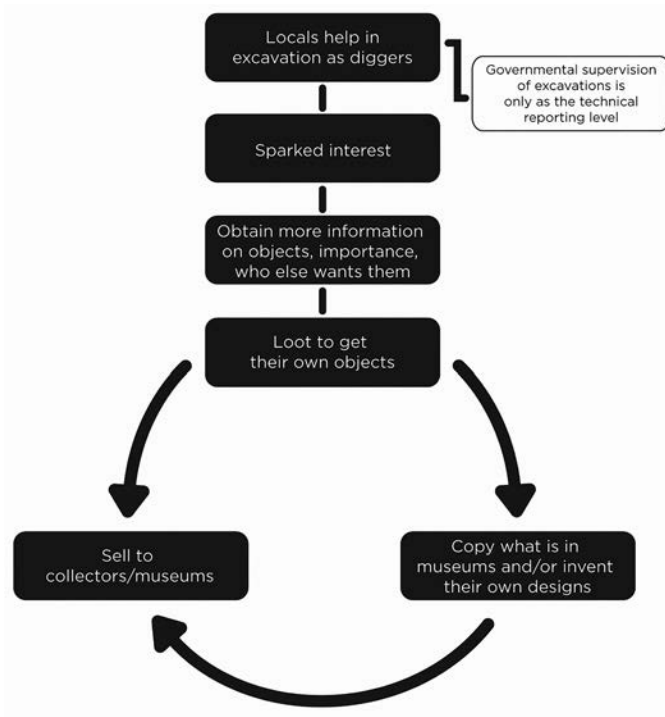 Locals help in
excavation as diggers
Governmental supervision
of excavations is
only as the technical
reporting level
Sparked interest
Obtain more information
on objects, importance,
who else wants them
Loot to get
their own objects
Sell to
collectors/museums
Copy what is in
museums and/or invent
their own designs